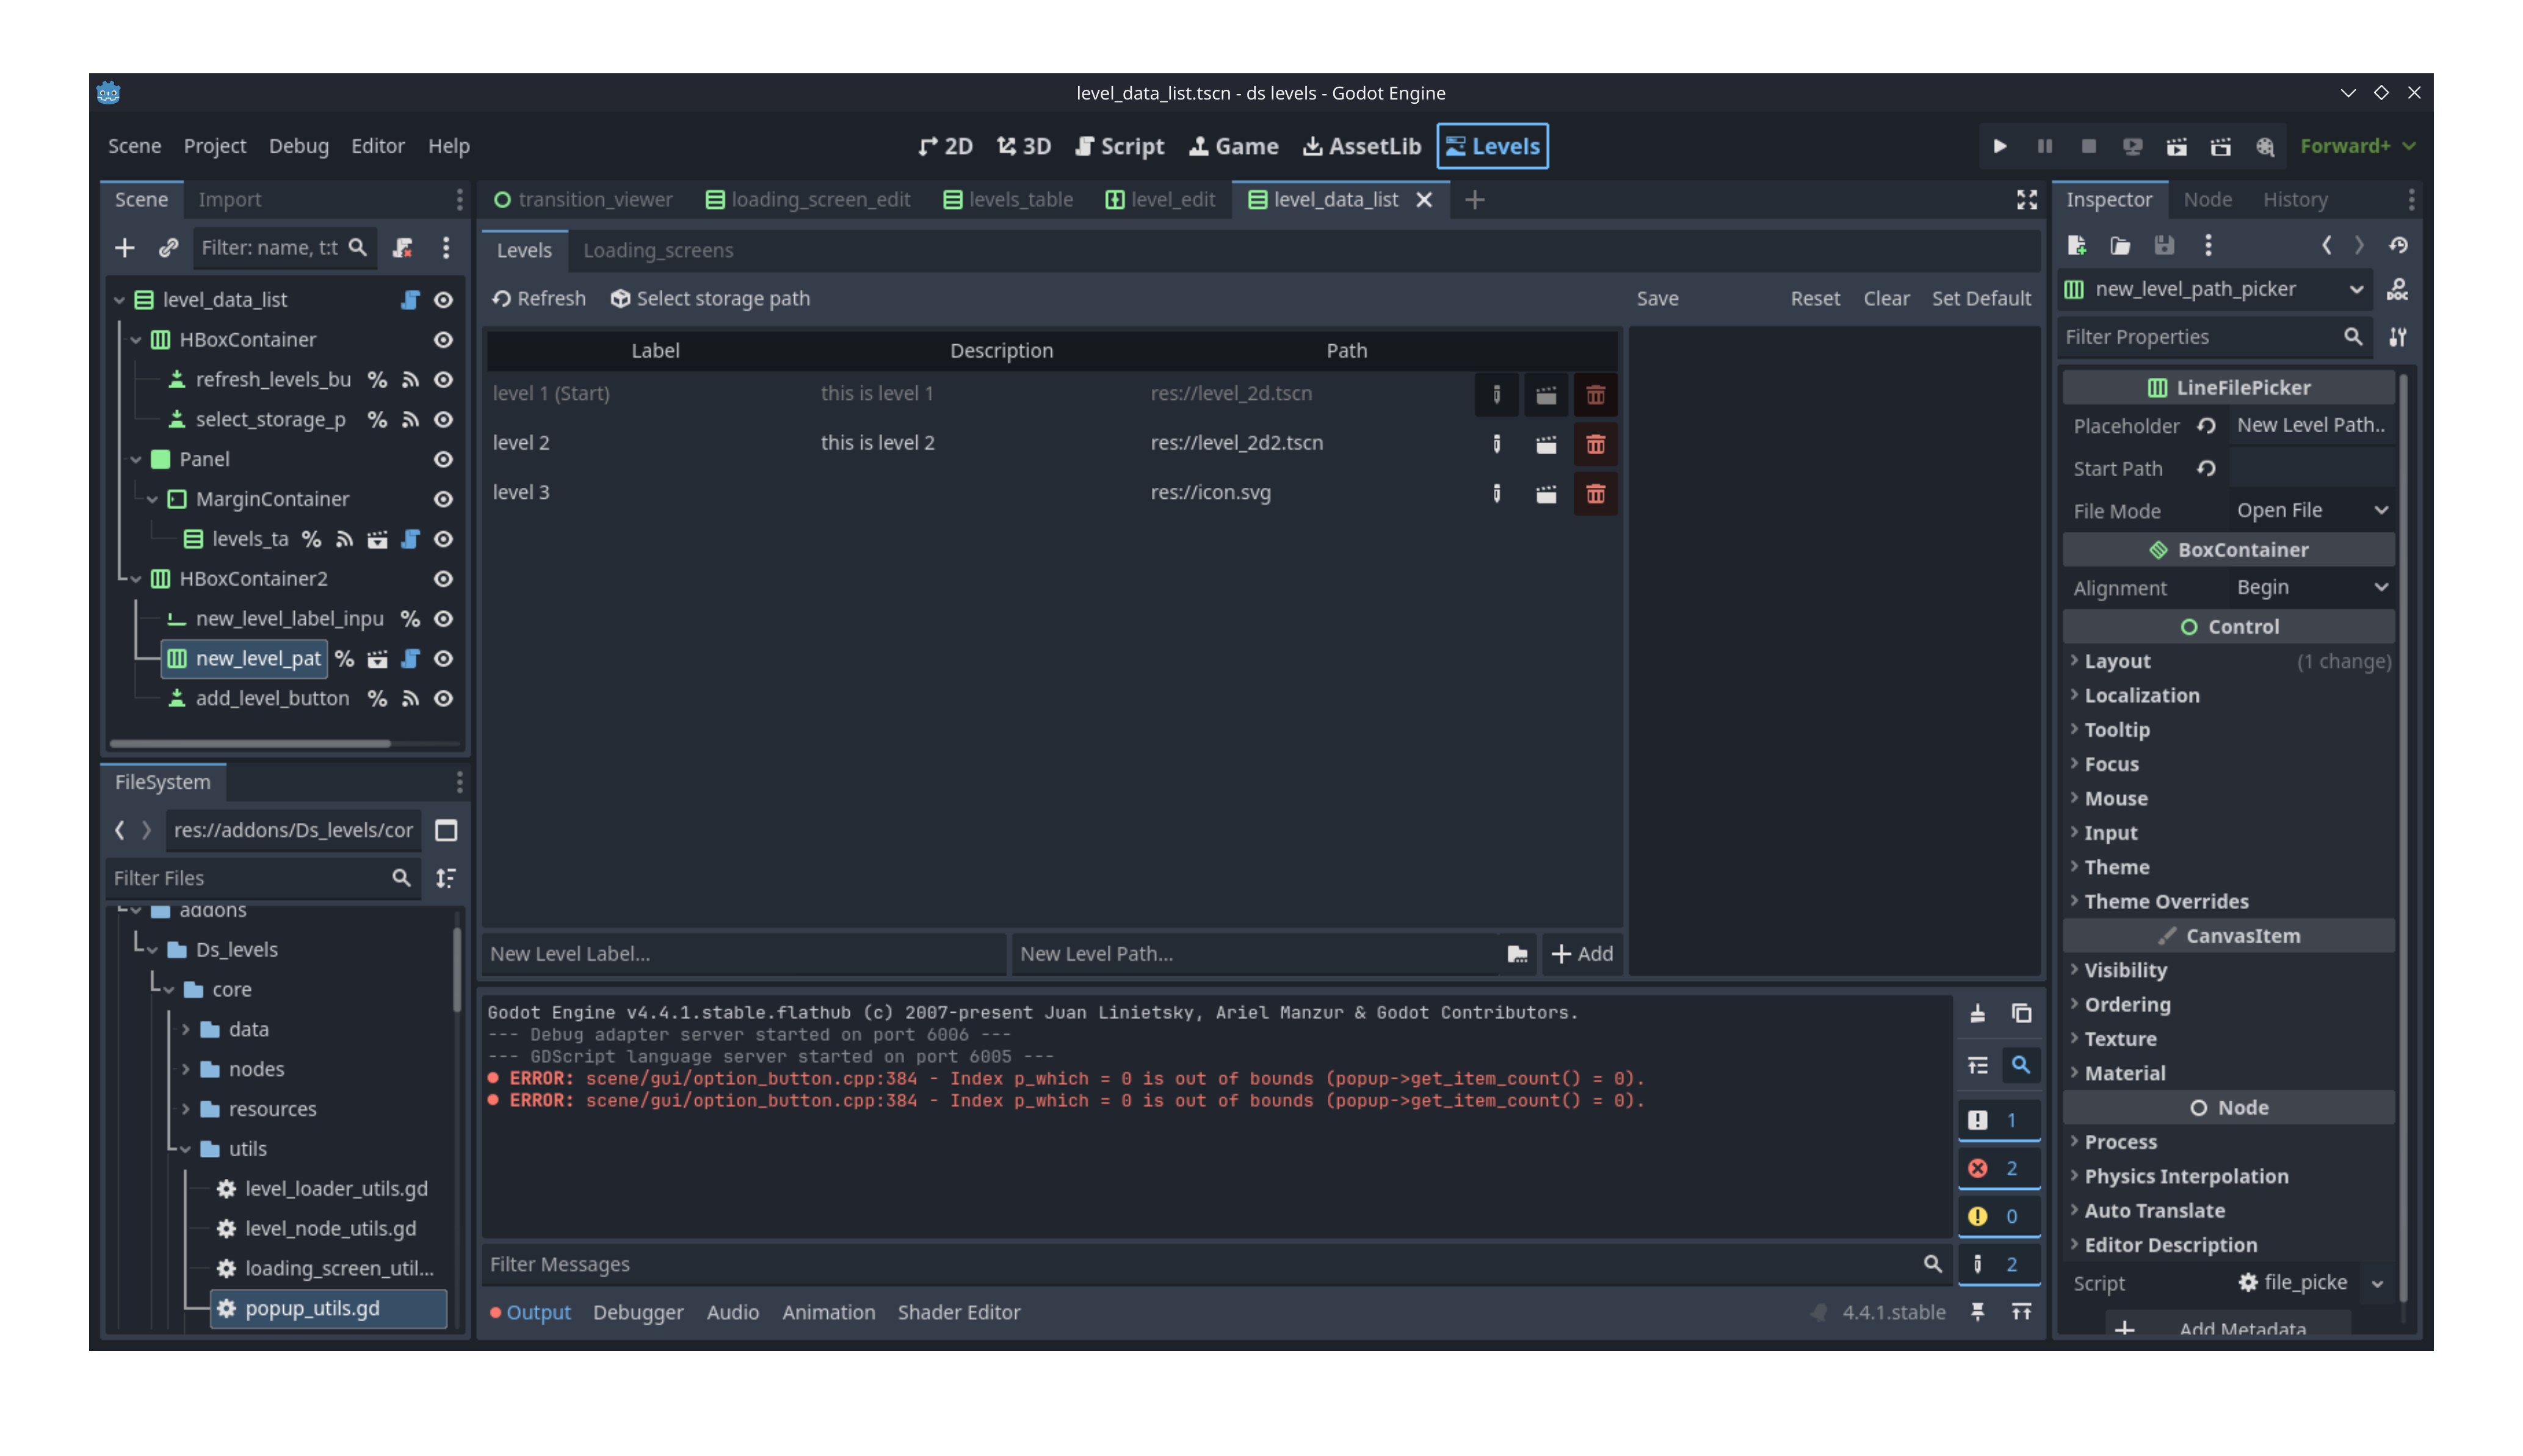 level_data_list.tscn - ds levels - Godot Engine
Scene Project Debug Editor Help
2D 3D Script Game AssetLib Levels
Forward+
Scene Import
Filter: name, t:t
level_data_list
HBoxContainer
refresh_levels_bu
select_storage_p
Panel
MarginContainer
levels_ta
HBoxContainer2
new_level_label_inpu
new_level_pat
add_level_button
FileSystem
res://addons/Ds_levels/cor
Filter Files
addons
Ds_levels
core
data
nodes
resources
utils
level_loader_utils.gd
level_node_utils.gd
loading_screen_util...
popup_utils.gd
transition_viewer loading_screen_edit levels_table level_edit level_data_list
Levels Loading_screens
Refresh Select storage path Save Reset Clear Set Default
Label Description Path
level 1 (Start) this is level 1 res://level_2d.tscn
level 2 this is level 2 res://level_2d2.tscn
level 3 res://icon.svg
New Level Label... New Level Path... Add
Godot Engine v4.4.1.stable.flathub (c) 2007-present Juan Linietsky, Ariel Manzur & Godot Contributors.
--- Debug adapter server started on port 6006 ---
--- GDScript language server started on port 6005 ---
ERROR: scene/gui/option_button.cpp:384 - Index p_which = 0 is out of bounds (popup->get_item_count() = 0).
ERROR: scene/gui/option_button.cpp:384 - Index p_which = 0 is out of bounds (popup->get_item_count() = 0).
1
2
0
2
Filter Messages
Output Debugger Audio Animation Shader Editor 4.4.1.stable
Inspector Node History
new_level_path_picker
DOC
Filter Properties
LineFilePicker
Placeholder New Level Path..
Start Path
File Mode Open File
BoxContainer
Alignment Begin
Control
Layout (1 change)
Localization
Tooltip
Focus
Mouse
Input
Theme
Theme Overrides
CanvasItem
Visibility
Ordering
Texture
Material
Node
Process
Physics Interpolation
Auto Translate
Editor Description
Script file_picke
Add Metadata